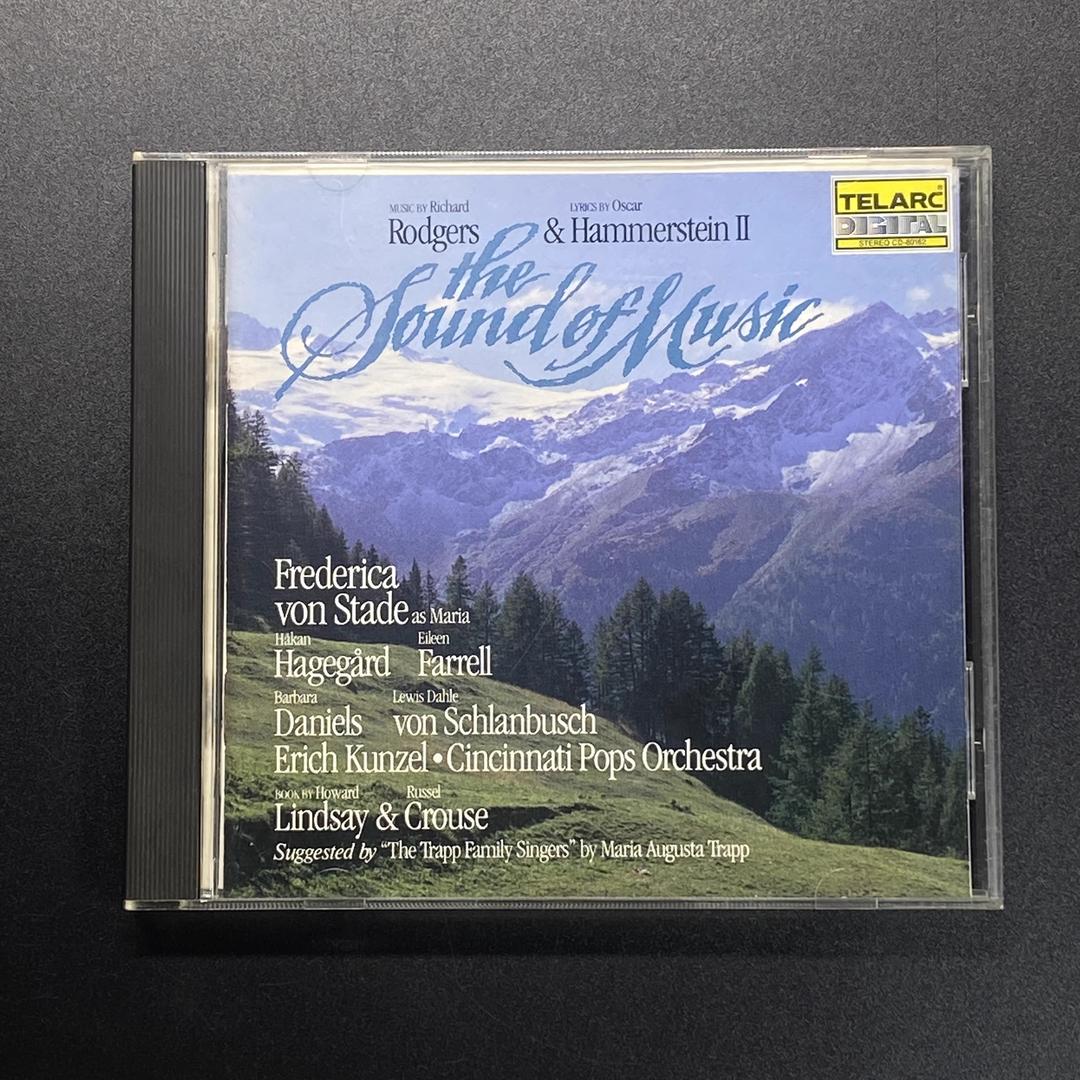 MUSIC BY Richard LYRICS BY Oscar
Rodgers & Hammerstein II
TELARC®
DIGITAL
STEREO CD-80162
the
Sound of Music
Frederica
von Stade as Maria
Håkan Eileen
Hagegård Farrell
Barbara Lewis Dahle
Daniels von Schlanbusch
Erich Kunzel • Cincinnati Pops Orchestra
BOOK BY Howard Russel
Lindsay & Crouse
Suggested by "The Trapp Family Singers" by Maria Augusta Trapp